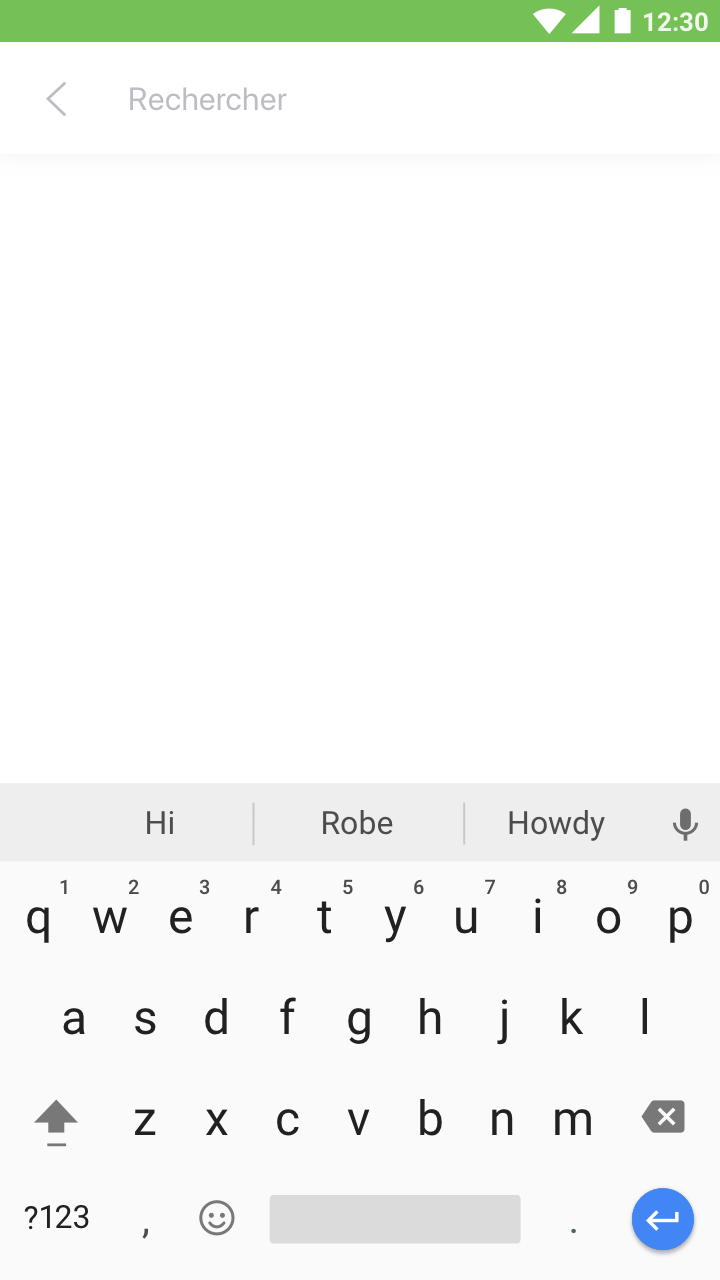 12:30
Rechercher
Hi Robe Howdy
1 2 3 4 5 6 7 8 9 0
q w e r t y u i o p
a s d f g h j k l
z x c v b n m
?123 , .